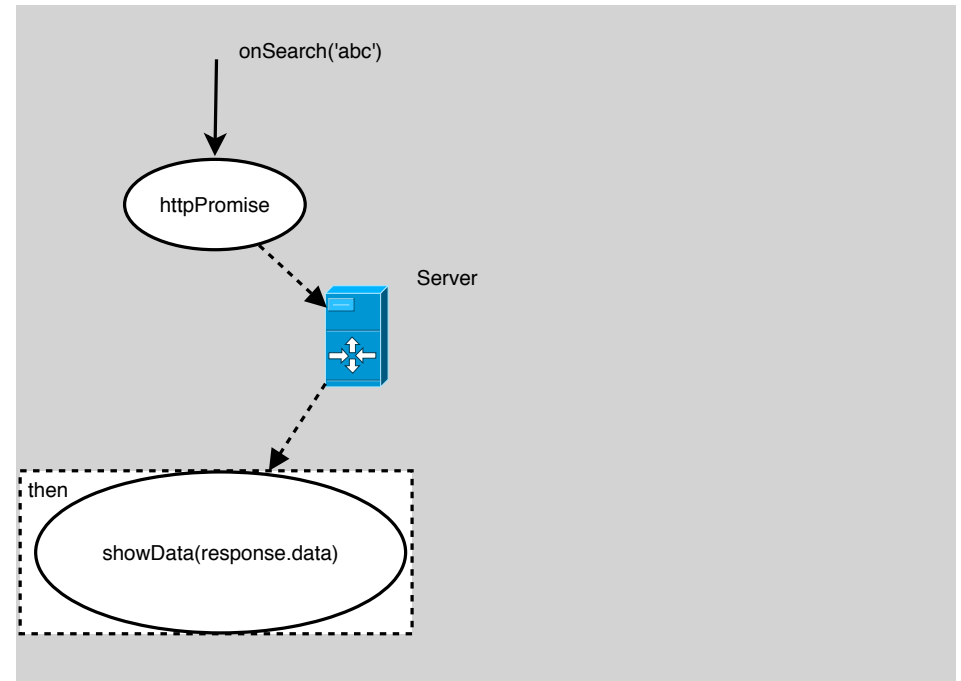 onSearch('abc')
httpPromise
Server
then
showData(response.data)